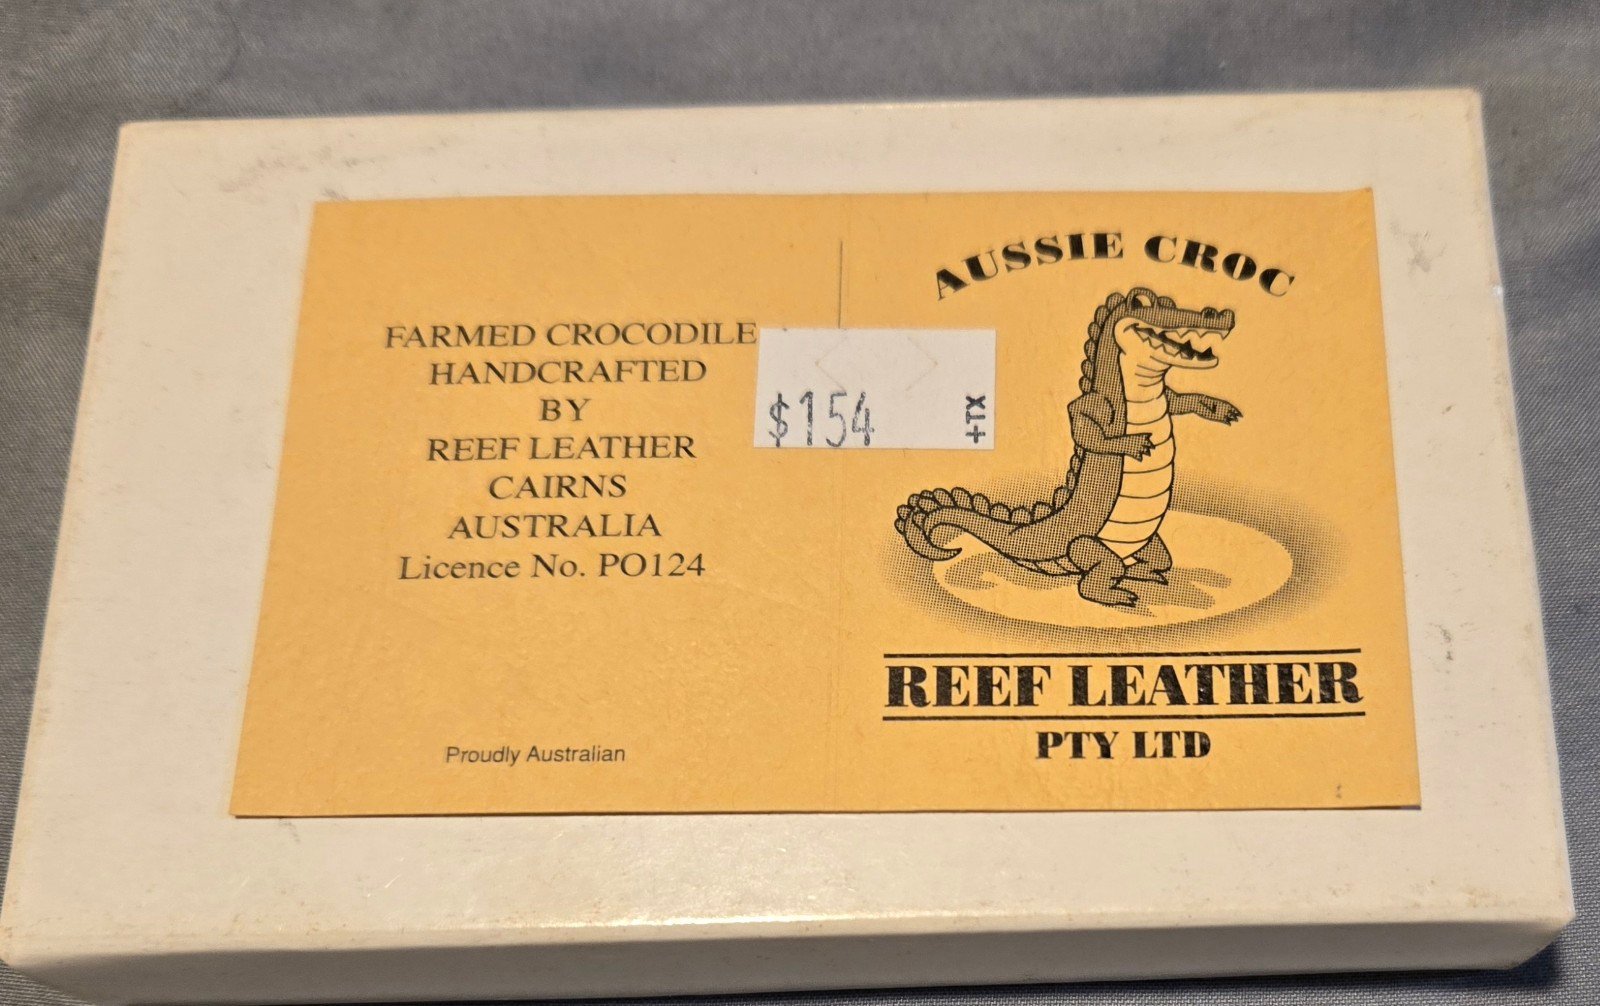 FARMED CROCODILE
HANDCRAFTED
BY
REEF LEATHER
CAIRNS
AUSTRALIA
Licence No. PO124
Proudly Australian
$154
+TX
AUSSIE CROC
REEF LEATHER
PTY LTD